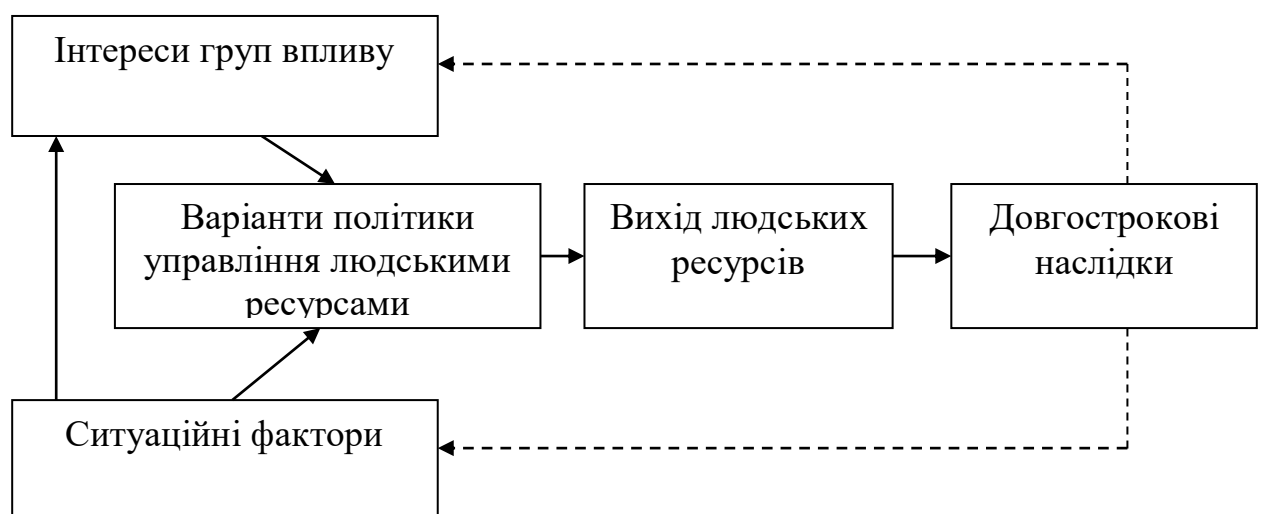 Інтереси груп впливу
Варіанти політики
управління людськими
ресурсами
Вихід людських
ресурсів
Довгострокові
наслідки
Ситуаційні фактори